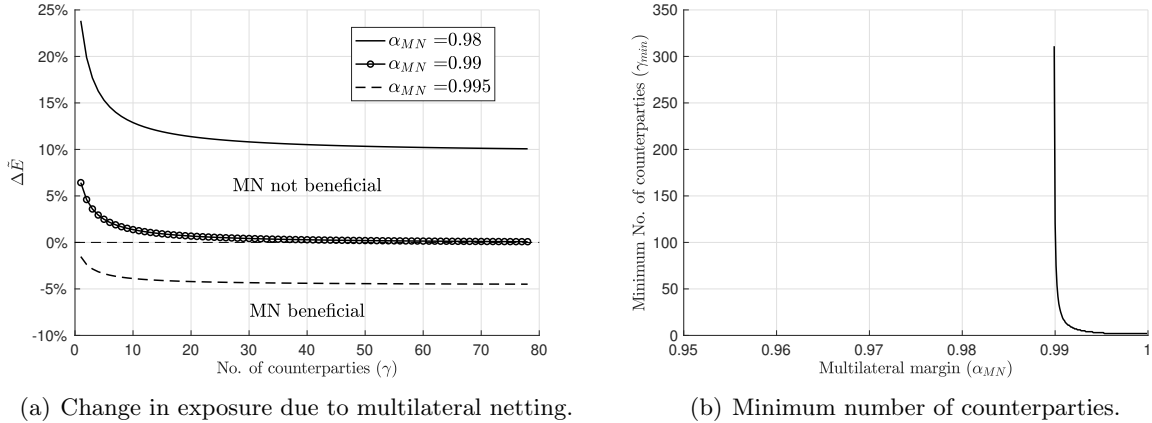 25%
20%
15%
10%
5%
0%
-5%
-10%
ΔẼ
α_MN =0.98
α_MN =0.99
α_MN =0.995
MN not beneficial
MN beneficial
0 10 20 30 40 50 60 70 80
No. of counterparties (γ)
(a) Change in exposure due to multilateral netting.
350
300
250
200
150
100
50
0
Minimum No. of counterparties (γ_min)
0.95 0.96 0.97 0.98 0.99 1
Multilateral margin (α_MN)
(b) Minimum number of counterparties.